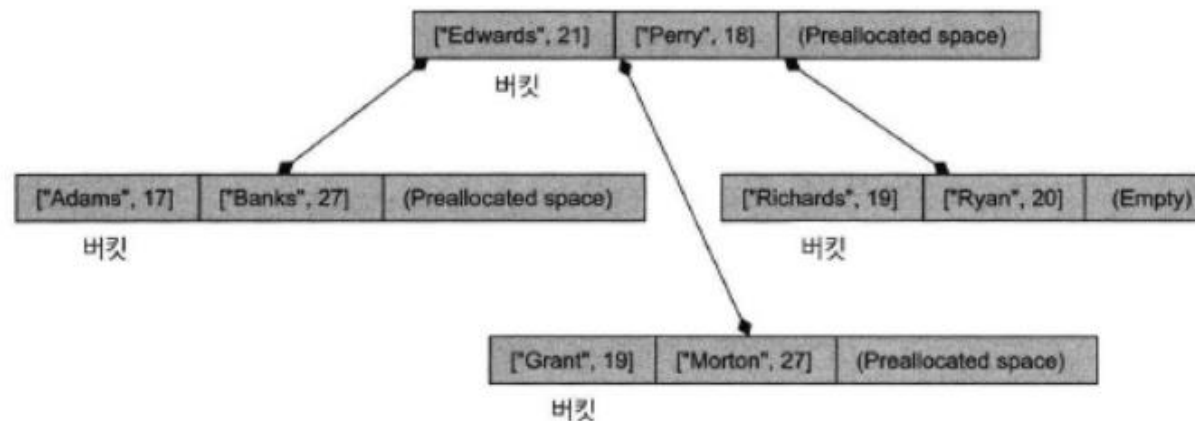 ["Edwards", 21] ["Perry", 18] (Preallocated space)
버킷
["Adams", 17] ["Banks", 27] (Preallocated space)
버킷
["Richards", 19] ["Ryan", 20] (Empty)
버킷
["Grant", 19] ["Morton", 27] (Preallocated space)
버킷